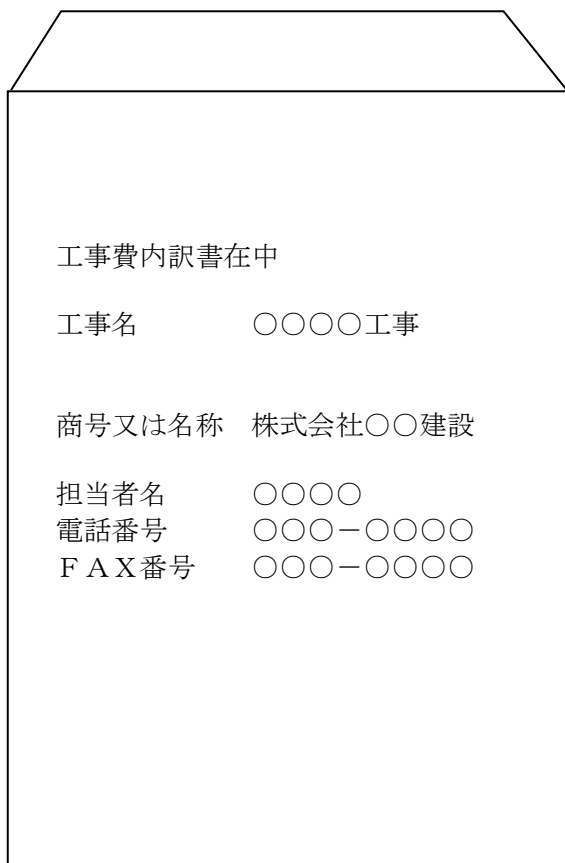 工事費内訳書在中
工事名 ○○○○工事
商号又は名称 株式会社○○建設
担当者名 ○○○○
電話番号 ○○○－○○○○
ＦＡＸ番号 ○○○－○○○○